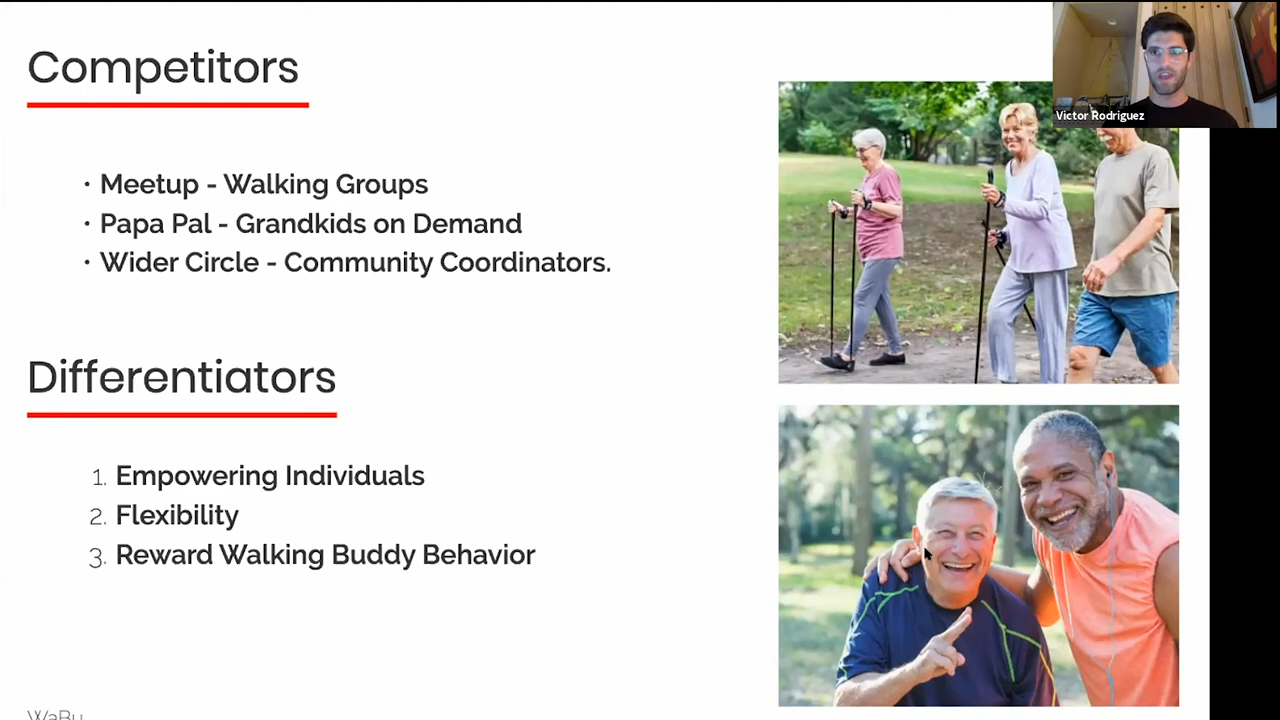 Competitors
Victor Rodriguez
• Meetup - Walking Groups
• Papa Pal - Grandkids on Demand
• Wider Circle - Community Coordinators.
Differentiators
1. Empowering Individuals
2. Flexibility
3. Reward Walking Buddy Behavior
WaBu